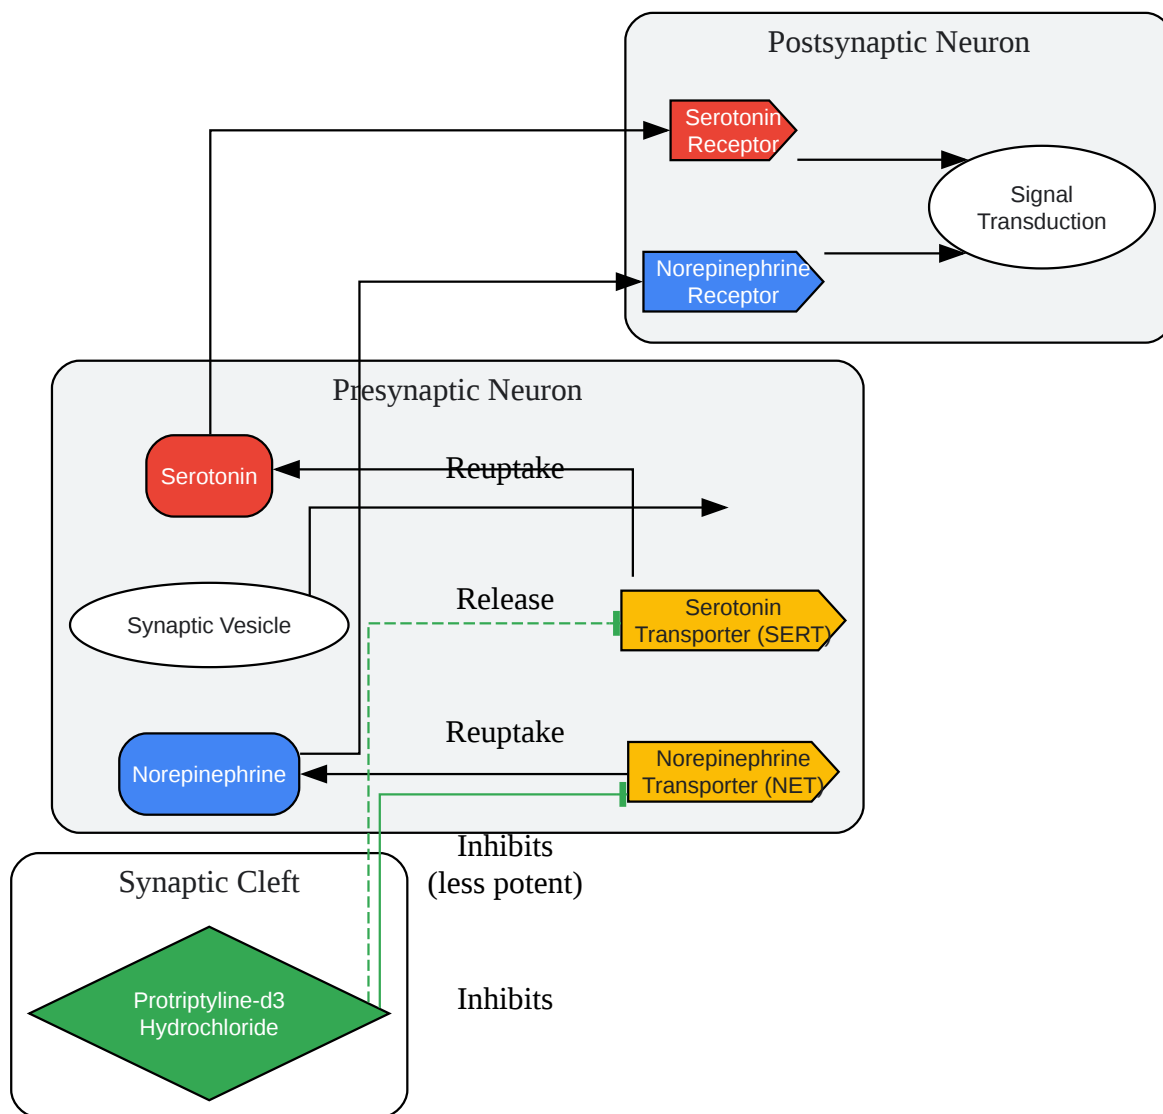 Postsynaptic Neuron
Serotonin
Receptor
Signal
Transduction
Norepinephrine
Receptor
Presynaptic Neuron
Serotonin
Reuptake
Synaptic Vesicle
Release
Serotonin
Transporter (SERT)
Norepinephrine
Reuptake
Norepinephrine
Transporter (NET)
Inhibits
(less potent)
Synaptic Cleft
Protriptyline-d3
Hydrochloride
Inhibits